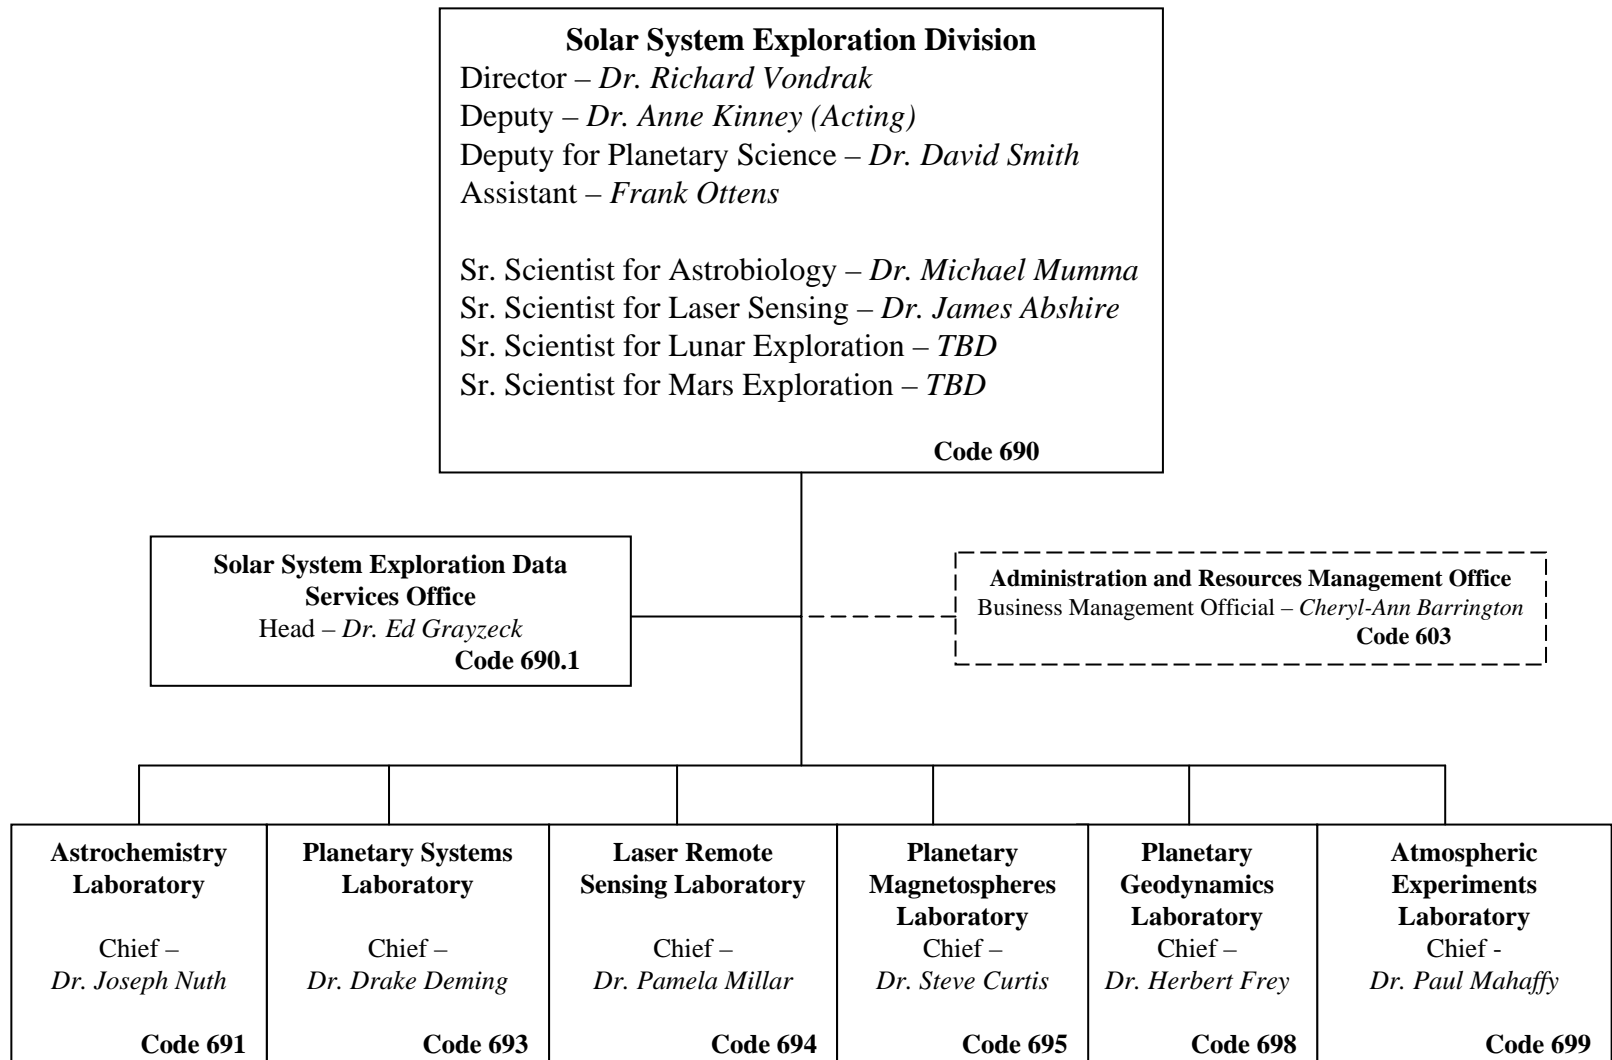 Solar System Exploration Division
Director – Dr. Richard Vondrak
Deputy – Dr. Anne Kinney (Acting)
Deputy for Planetary Science – Dr. David Smith
Assistant – Frank Ottens
Sr. Scientist for Astrobiology – Dr. Michael Mumma
Sr. Scientist for Laser Sensing – Dr. James Abshire
Sr. Scientist for Lunar Exploration – TBD
Sr. Scientist for Mars Exploration – TBD
Code 690
Solar System Exploration Data
Services Office
Head – Dr. Ed Grayzeck
Code 690.1
Administration and Resources Management Office
Business Management Official – Cheryl-Ann Barrington
Code 603
Astrochemistry
Laboratory
Chief –
Dr. Joseph Nuth
Code 691
Planetary Systems
Laboratory
Chief –
Dr. Drake Deming
Code 693
Laser Remote
Sensing Laboratory
Chief –
Dr. Pamela Millar
Code 694
Planetary
Magnetospheres
Laboratory
Chief –
Dr. Steve Curtis
Code 695
Planetary
Geodynamics
Laboratory
Chief –
Dr. Herbert Frey
Code 698
Atmospheric
Experiments
Laboratory
Chief -
Dr. Paul Mahaffy
Code 699